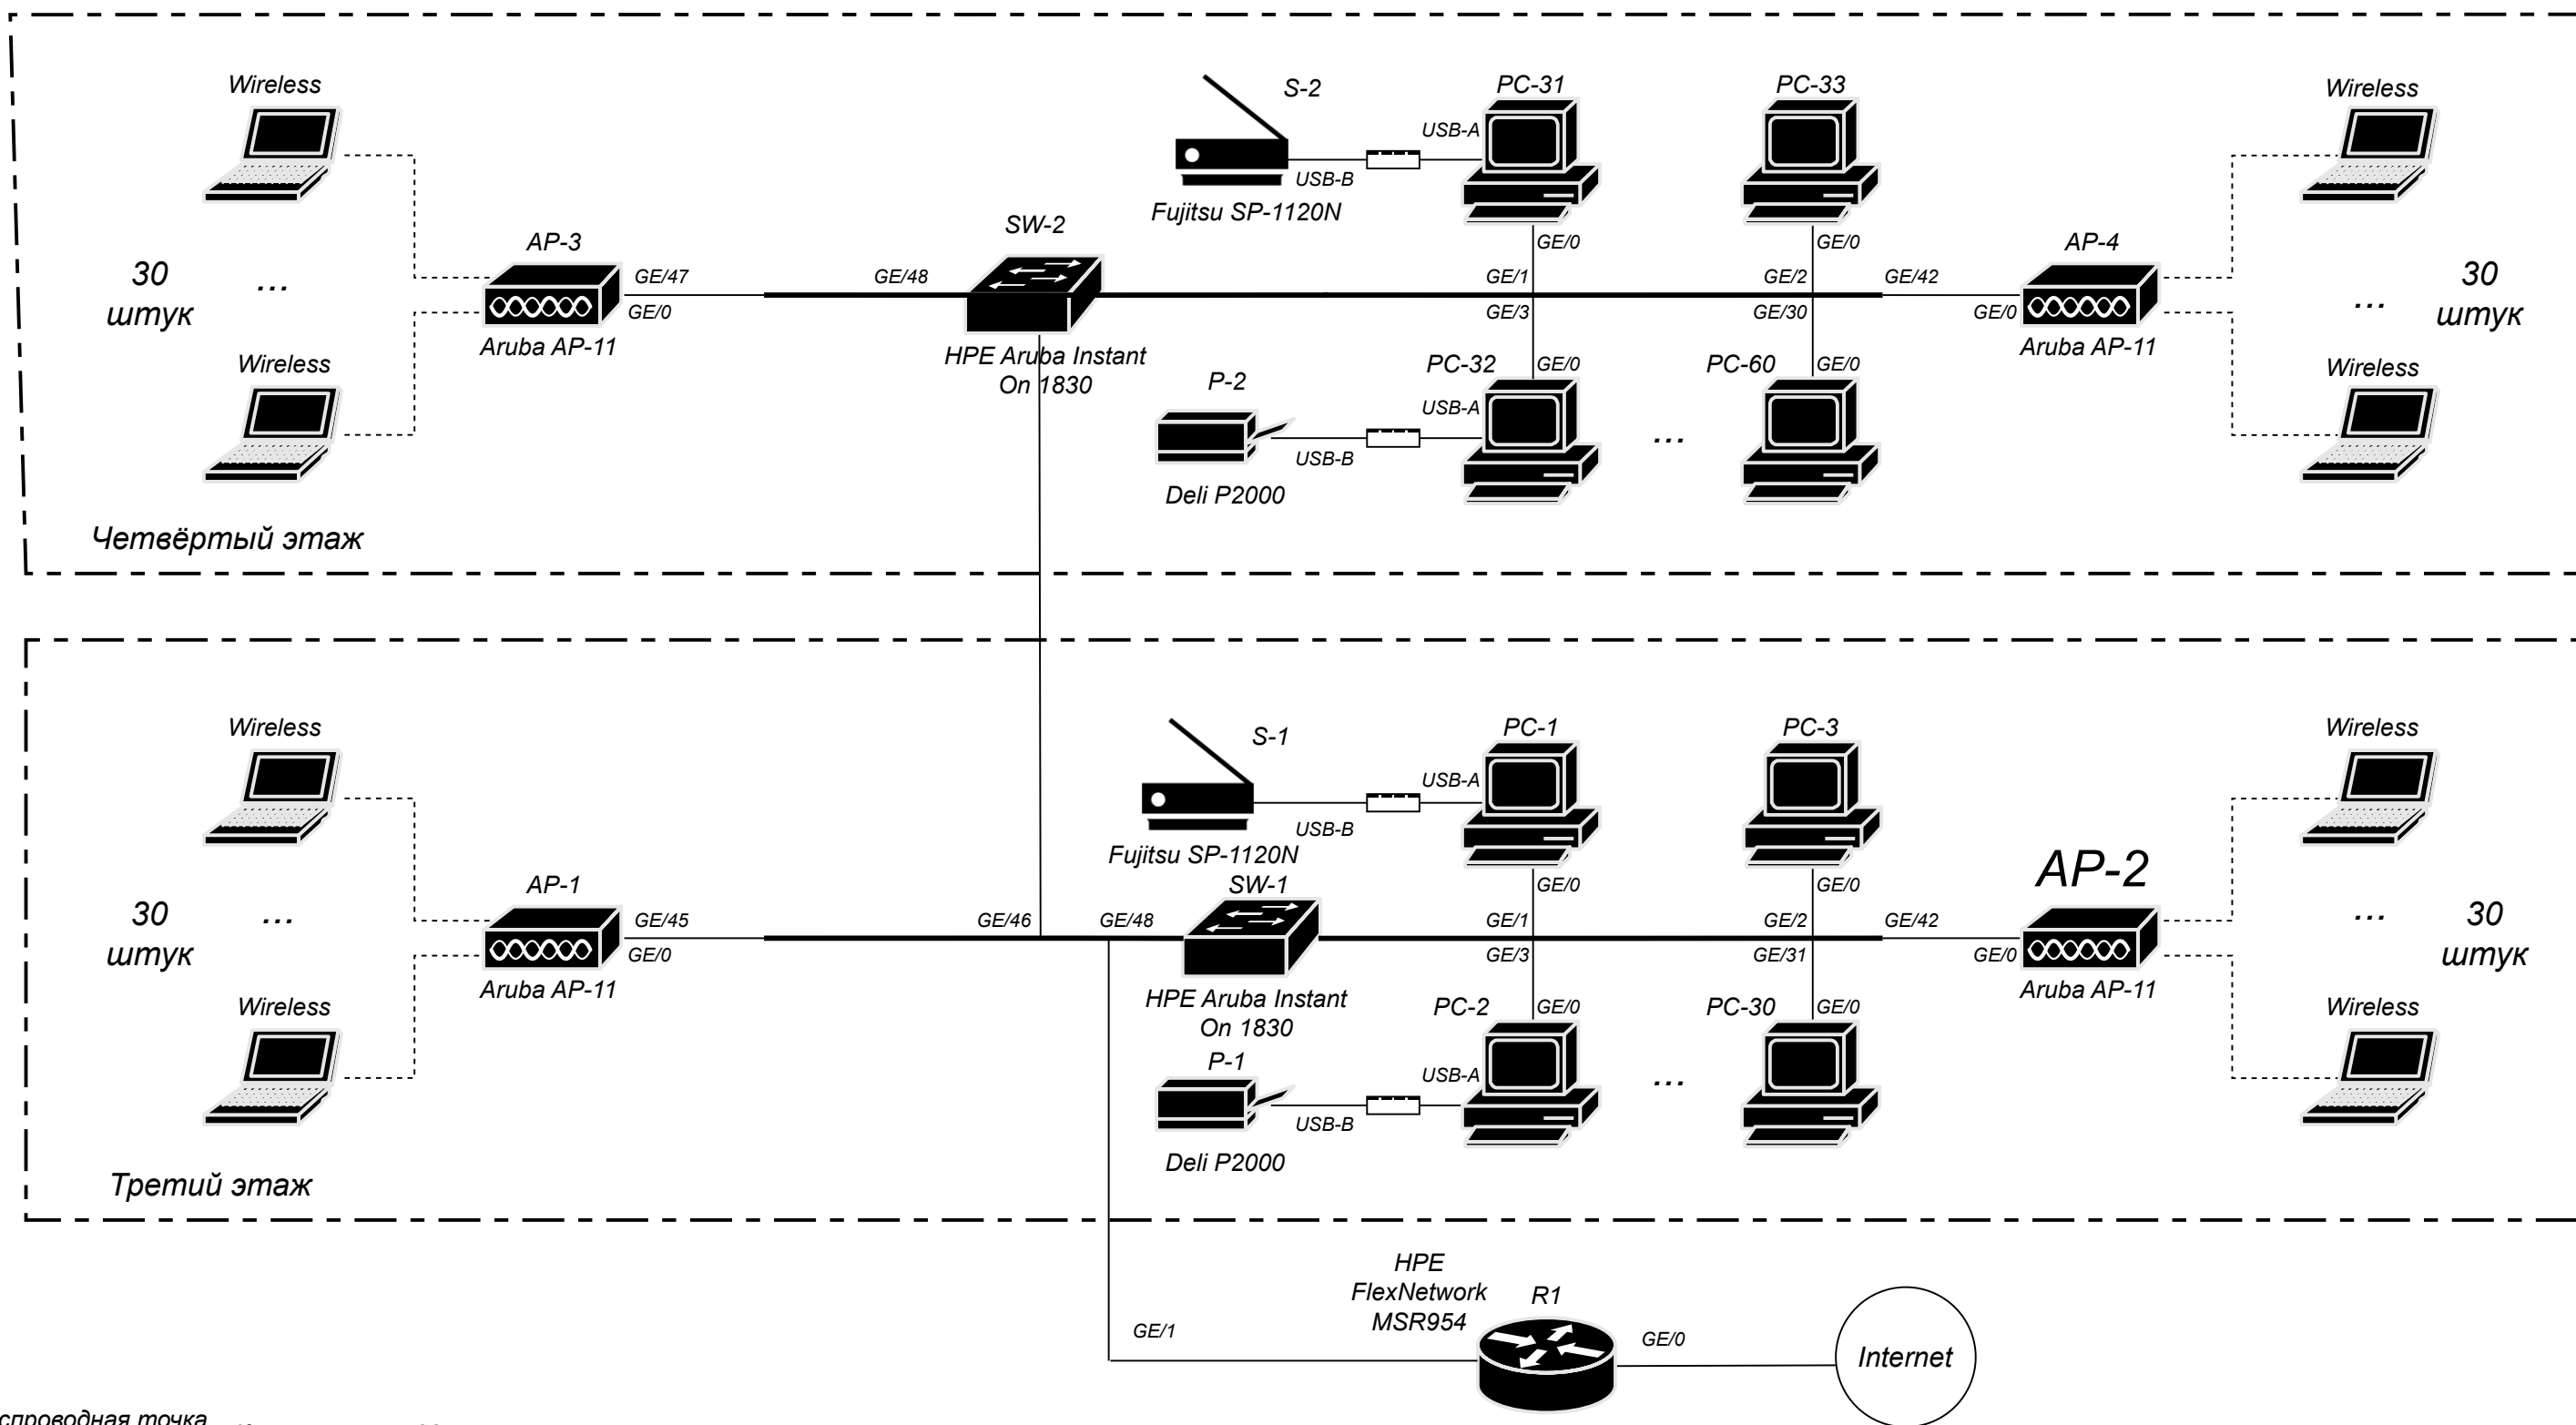 Wireless
S-2
PC-31
PC-33
Wireless
USB-A
USB-B
Fujitsu SP-1120N
SW-2
AP-3
GE/0
GE/0
AP-4
30
штук
...
GE/47
GE/48
GE/1
GE/2
GE/42
...
30
штук
GE/0
GE/3
GE/30
GE/0
Aruba AP-11
HPE Aruba Instant
On 1830
Aruba AP-11
Wireless
P-2
PC-32
GE/0
PC-60
GE/0
Wireless
USB-A
...
USB-B
Deli P2000
Четвёртый этаж
Wireless
S-1
PC-1
PC-3
Wireless
USB-A
USB-B
Fujitsu SP-1120N
SW-1
AP-1
GE/0
GE/0
AP-2
30
штук
...
GE/45
GE/46
GE/48
GE/1
GE/2
GE/42
...
30
штук
GE/0
GE/3
GE/31
GE/0
Aruba AP-11
HPE Aruba Instant
On 1830
Aruba AP-11
Wireless
P-1
PC-2
GE/0
PC-30
GE/0
Wireless
USB-A
...
USB-B
Deli P2000
Третий этаж
HPE
FlexNetwork
MSR954
R1
GE/1
GE/0
Internet
спроводная точка